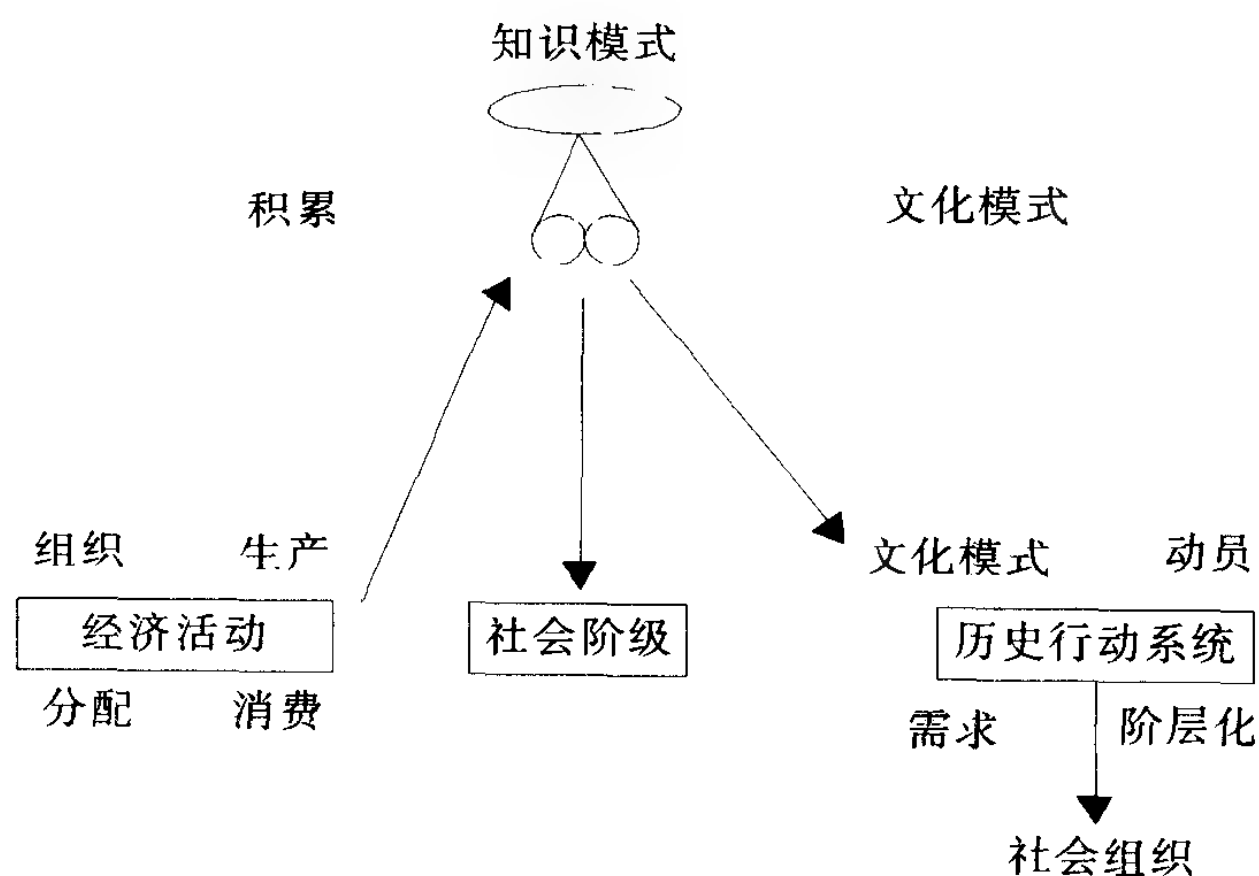 知识模式
积累 文化模式
组织 生产 文化模式 动员
经济活动 社会阶级 历史行动系统
分配 消费 需求 阶层化
社会组织